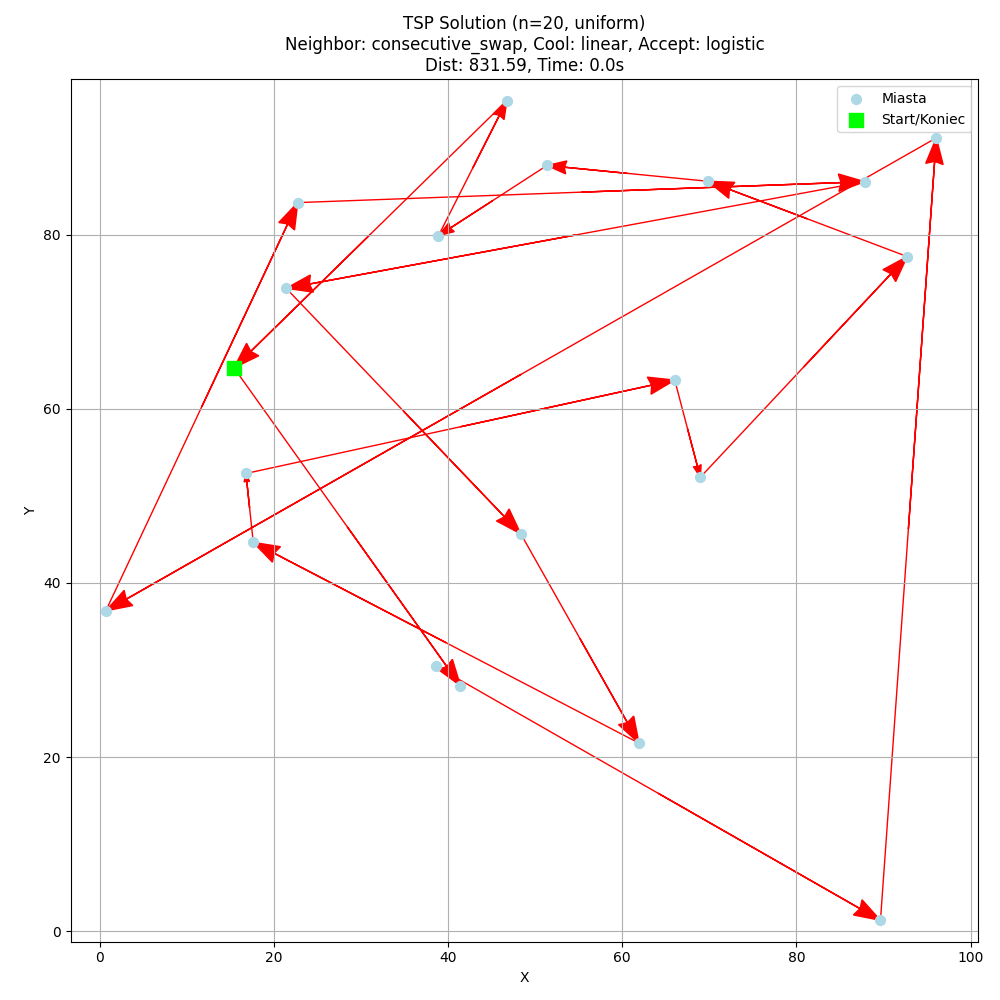 TSP Solution (n=20, uniform)
Neighbor: consecutive_swap, Cool: linear, Accept: logistic
Dist: 831.59, Time: 0.0s
Miasta
Start/Koniec
80
60
40
20
0
Y
0 20 40 60 80 100
X